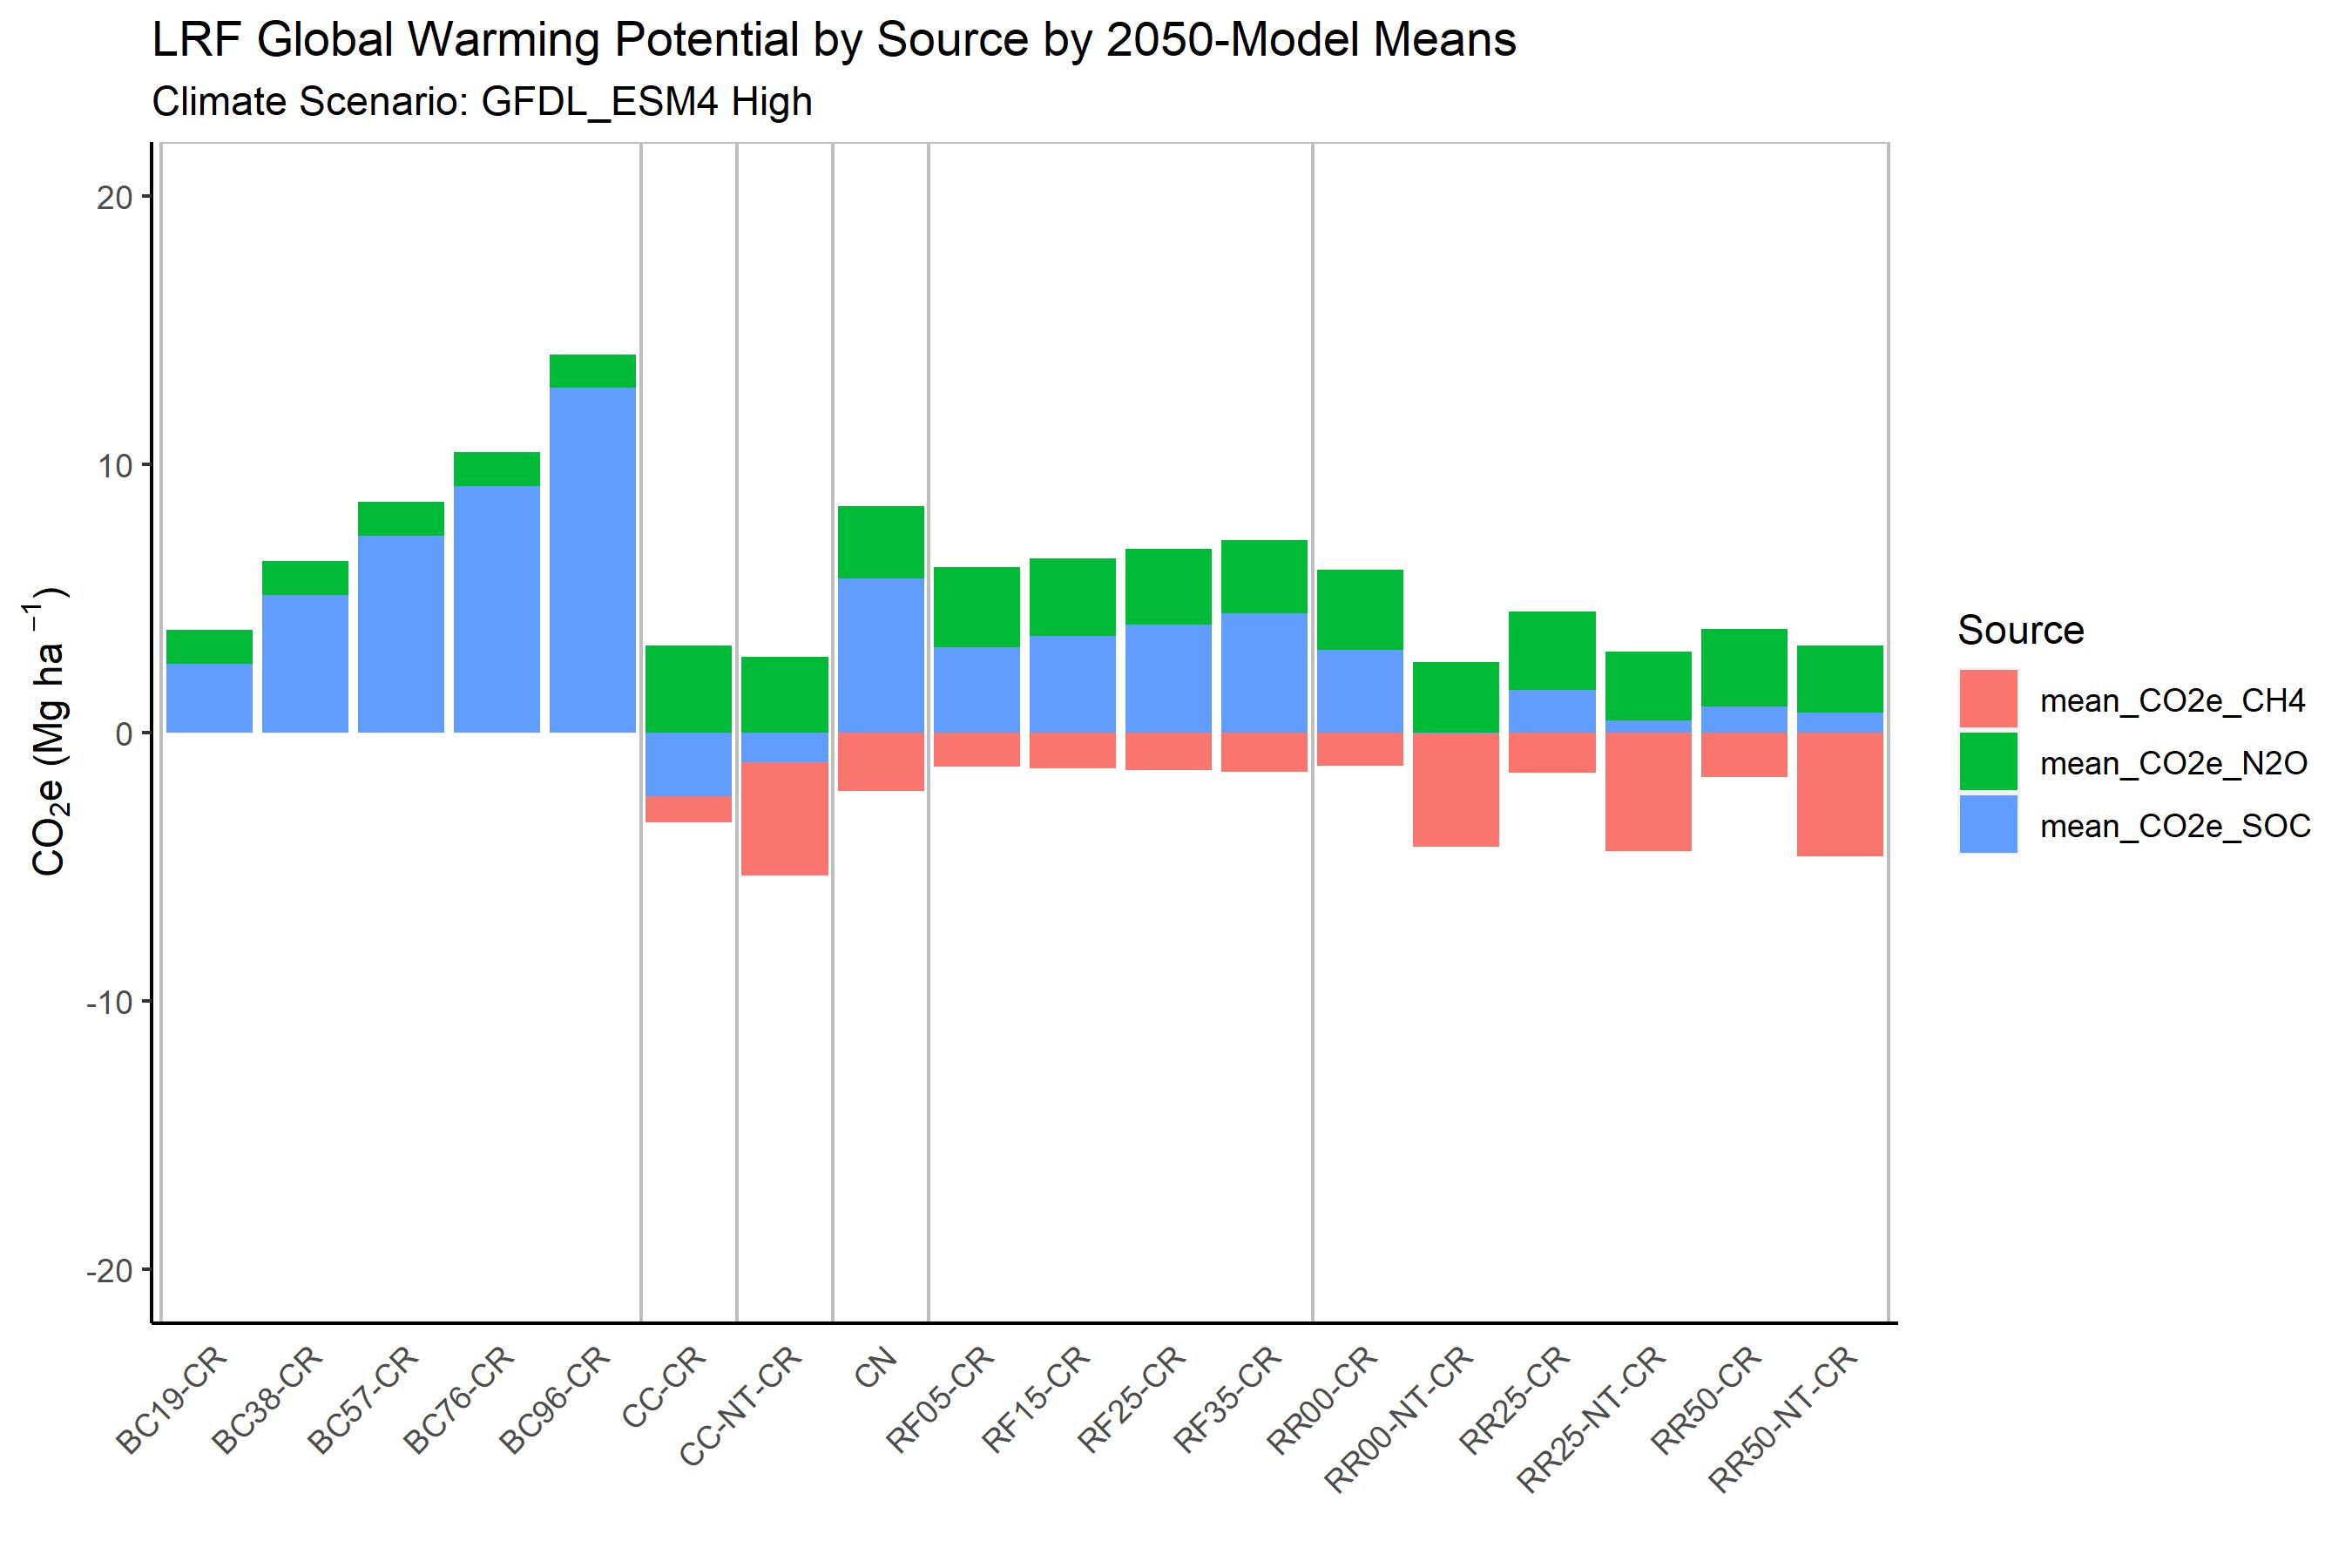 LRF Global Warming Potential by Source by 2050-Model Means
Climate Scenario: GFDL_ESM4 High
CO₂e (Mg ha ⁻¹)
20
10
0
-10
-20
BC19-CR
BC38-CR
BC57-CR
BC76-CR
BC96-CR
CC-CR
CC-NT-CR
CN
RF05-CR
RF15-CR
RF25-CR
RF35-CR
RR00-CR
RR00-NT-CR
RR25-CR
RR25-NT-CR
RR50-CR
RR50-NT-CR
Source
mean_CO2e_CH4
mean_CO2e_N2O
mean_CO2e_SOC